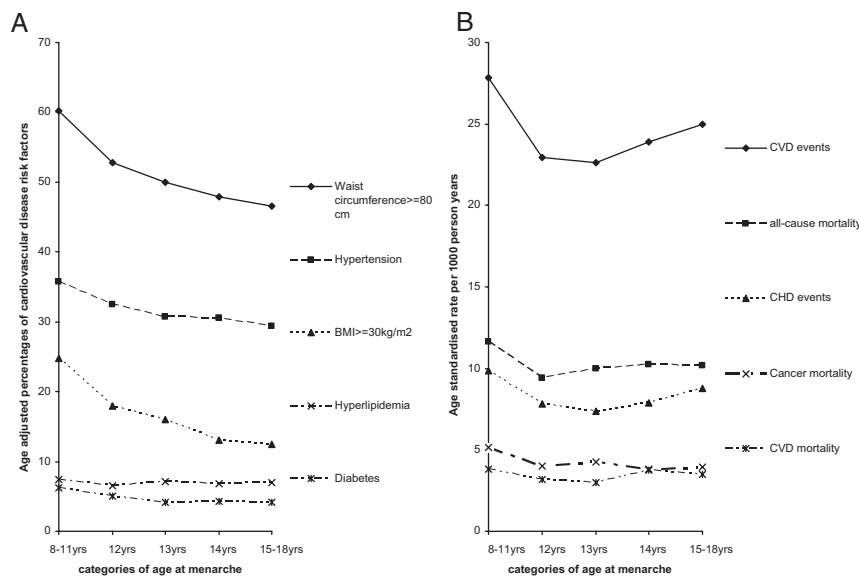 A
B
Age adjusted percentages of cardiovascular disease risk factors
70
60
50
40
30
20
10
0
8-11yrs 12yrs 13yrs 14yrs 15-18yrs
categories of age at menarche
Waist
circumference>=80
cm
Hypertension
BMI>=30kg/m2
Hyperlipidemia
Diabetes
Age standardised rate per 1000 person years
30
25
20
15
10
5
0
8-11yrs 12yrs 13yrs 14yrs 15-18yrs
categories of age at menarche
CVD events
all-cause mortality
CHD events
Cancer mortality
CVD mortality